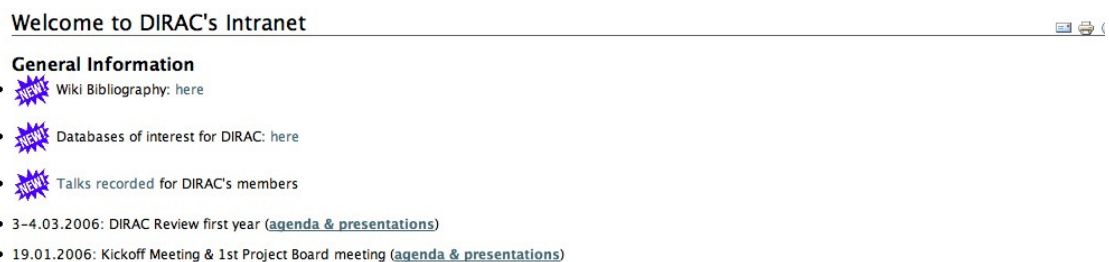 Welcome to DIRAC's Intranet
General Information
NEW! Wiki Bibliography: here
NEW! Databases of interest for DIRAC: here
NEW! Talks recorded for DIRAC's members
3-4.03.2006: DIRAC Review first year (agenda & presentations)
19.01.2006: Kickoff Meeting & 1st Project Board meeting (agenda & presentations)